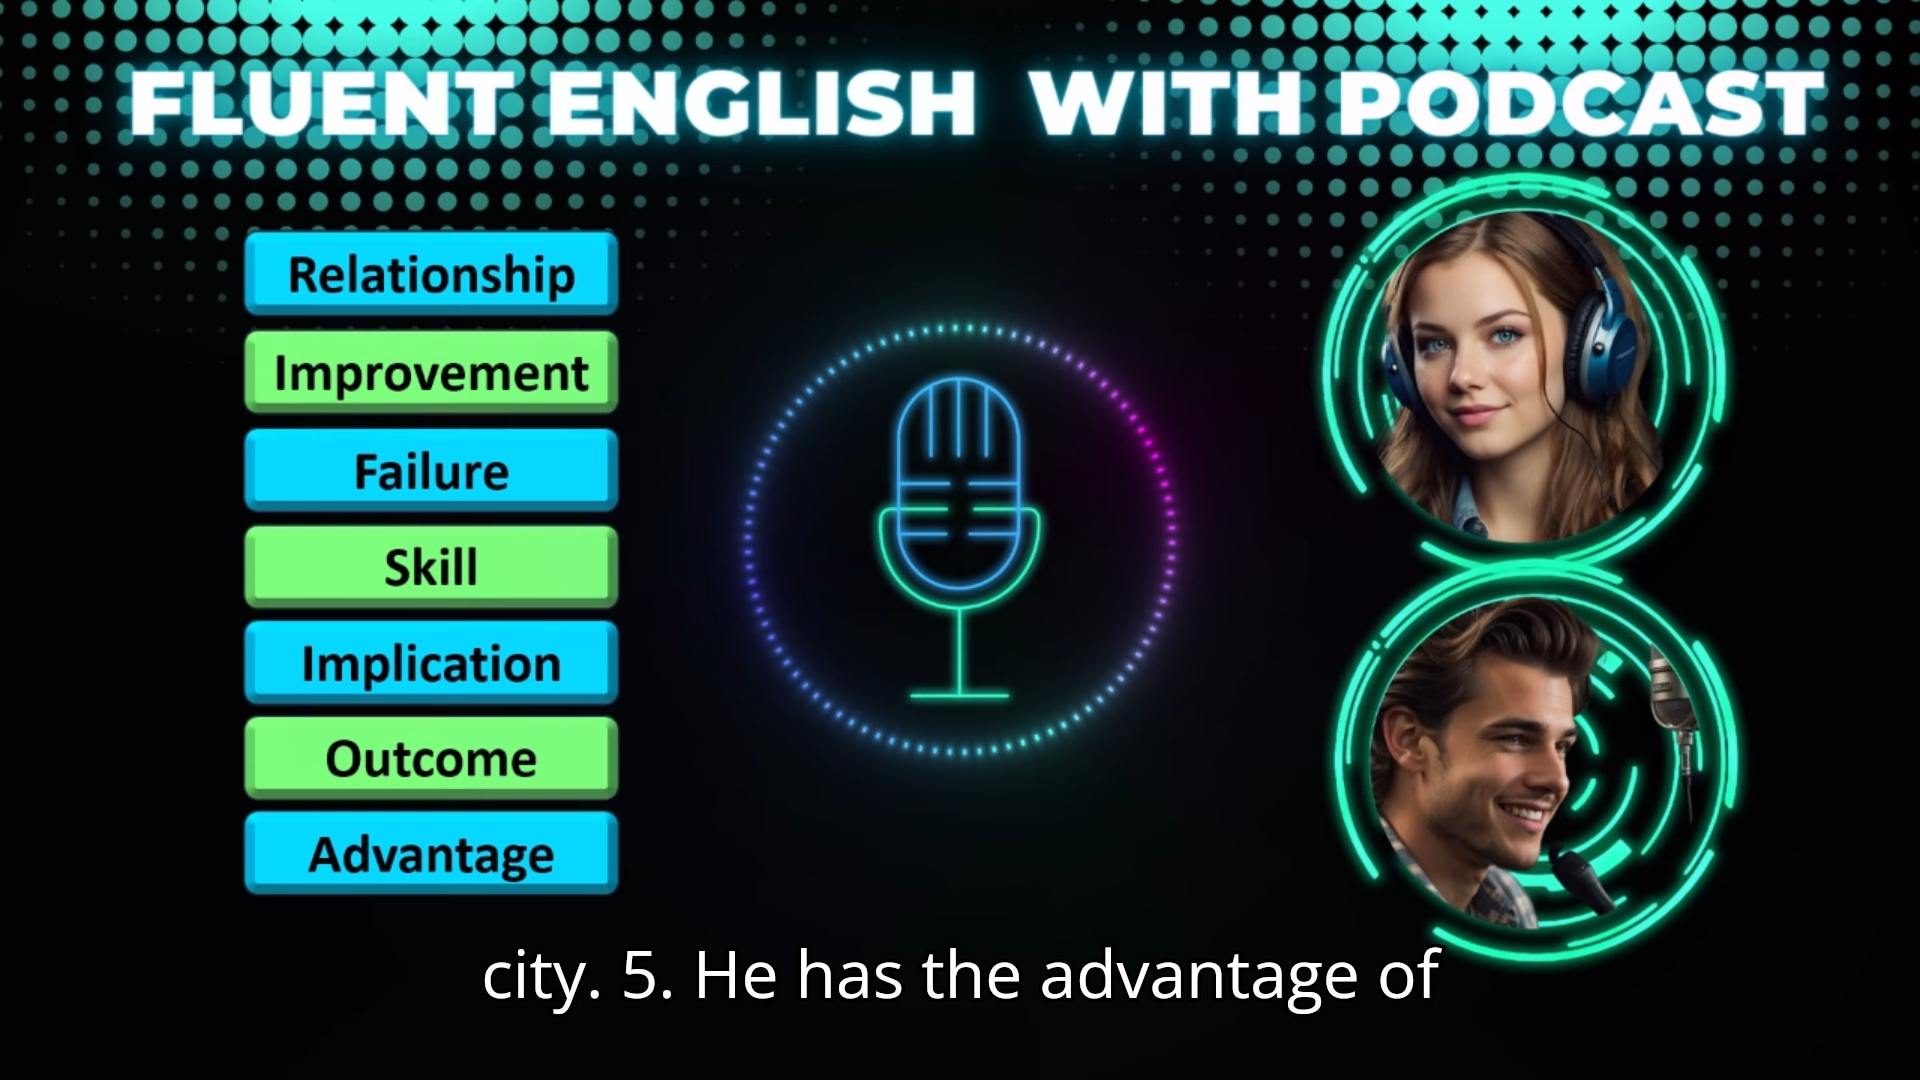 FLUENT ENGLISH WITH PODCAST
Relationship
Improvement
Failure
Skill
Implication
Outcome
Advantage
city. 5. He has the advantage of